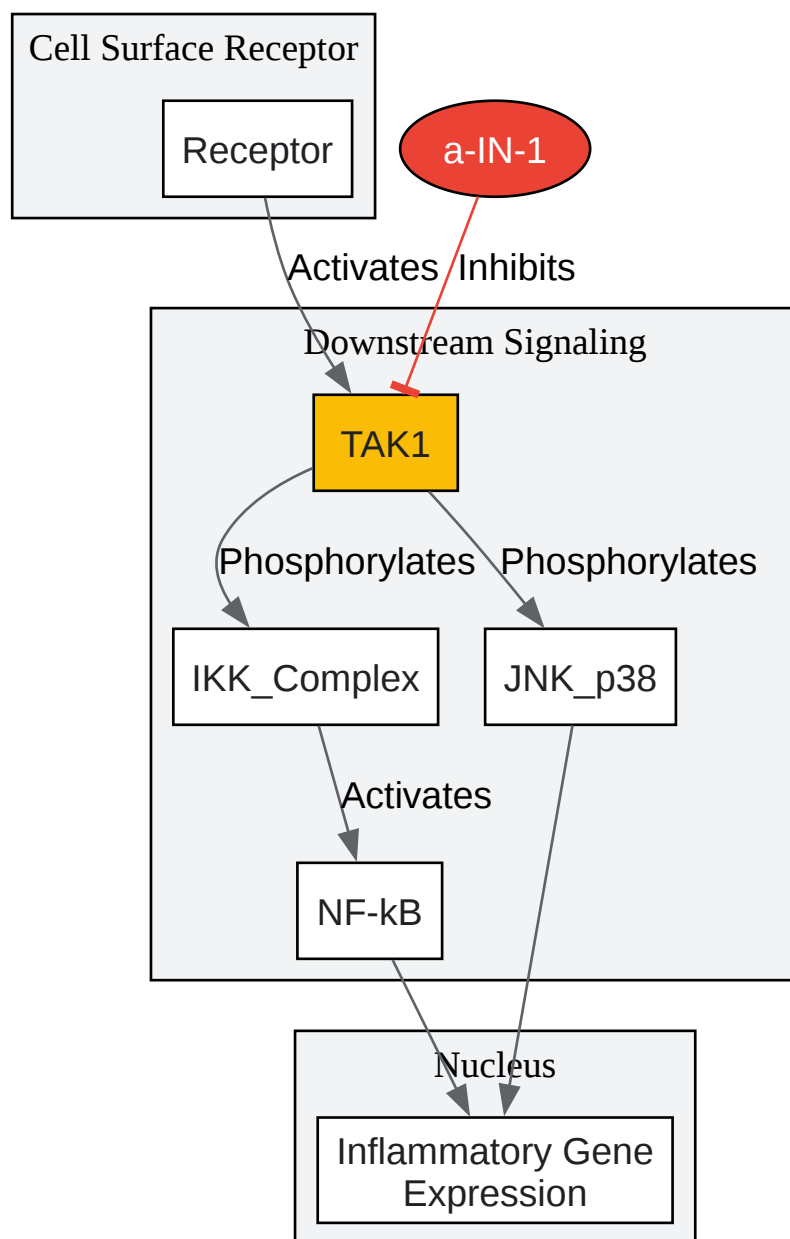 Cell Surface Receptor
Receptor
a-IN-1
Activates
Inhibits
Downstream Signaling
TAK1
Phosphorylates
Phosphorylates
IKK_Complex
JNK_p38
Activates
NF-kB
Nucleus
Inflammatory Gene
Expression